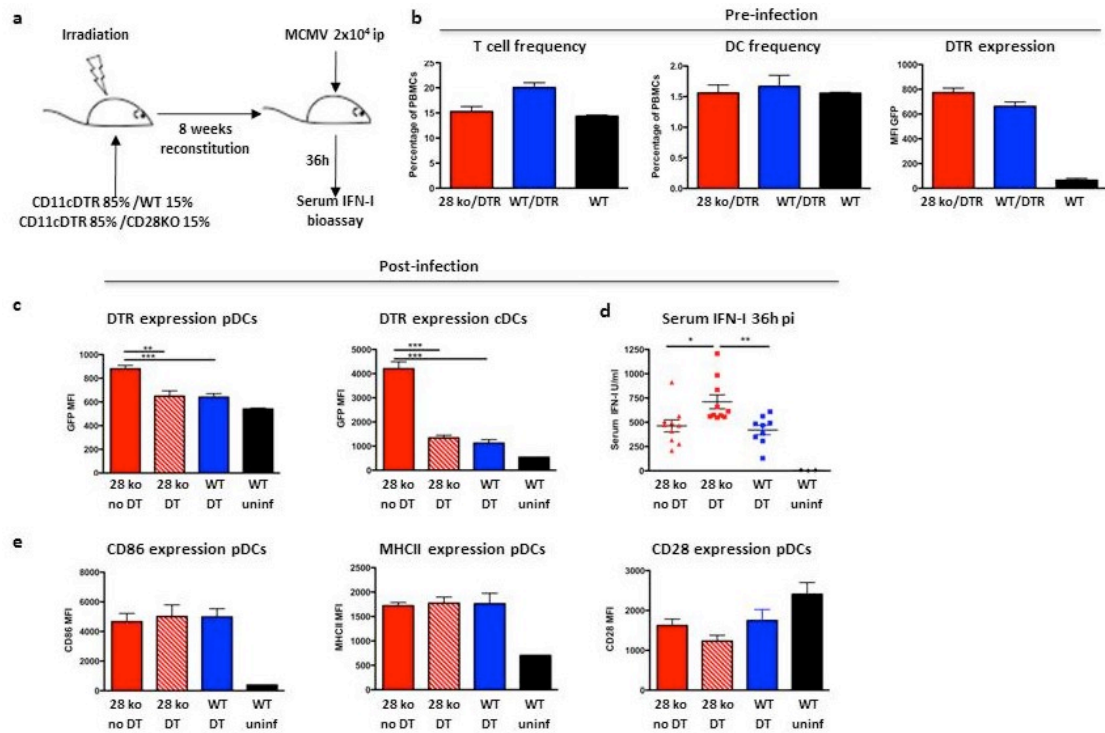 a
Irradiation
MCMV 2x10⁴ ip
8 weeks
reconstitution
36h
CD11cDTR 85% /WT 15%
CD11cDTR 85% /CD28KO 15%
Serum IFN-I
bioassay
b
Pre-infection
T cell frequency
Percentage of PBMCs
25
20
15
10
5
0
28 ko/DTR WT/DTR WT
DC frequency
Percentage of PBMCs
2.0
1.5
1.0
0.5
0.0
28 ko/DTR WT/DTR WT
DTR expression
MFI GFP
1000
800
600
400
200
0
28 ko/DTR WT/DTR WT
Post-infection
c
DTR expression pDCs
**
***
GFP MFI
1000
800
600
400
200
0
28 ko 28 ko WT WT
no DT DT DT uninf
DTR expression cDCs
***
***
GFP MFI
5000
4000
3000
2000
1000
0
28 ko 28 ko WT WT
no DT DT DT uninf
d
Serum IFN-I 36h pi
* **
Serum IFN-I U/ml
1250
1000
750
500
250
0
28 ko 28 ko WT WT
no DT DT DT uninf
e
CD86 expression pDCs
CD86 MFI
8000
6000
4000
2000
0
28 ko 28 ko WT WT
no DT DT DT uninf
MHCII expression pDCs
MHCII MFI
2500
2000
1500
1000
500
0
28 ko 28 ko WT WT
no DT DT DT uninf
CD28 expression pDCs
CD28 MFI
3000
2000
1000
0
28 ko 28 ko WT WT
no DT DT DT uninf